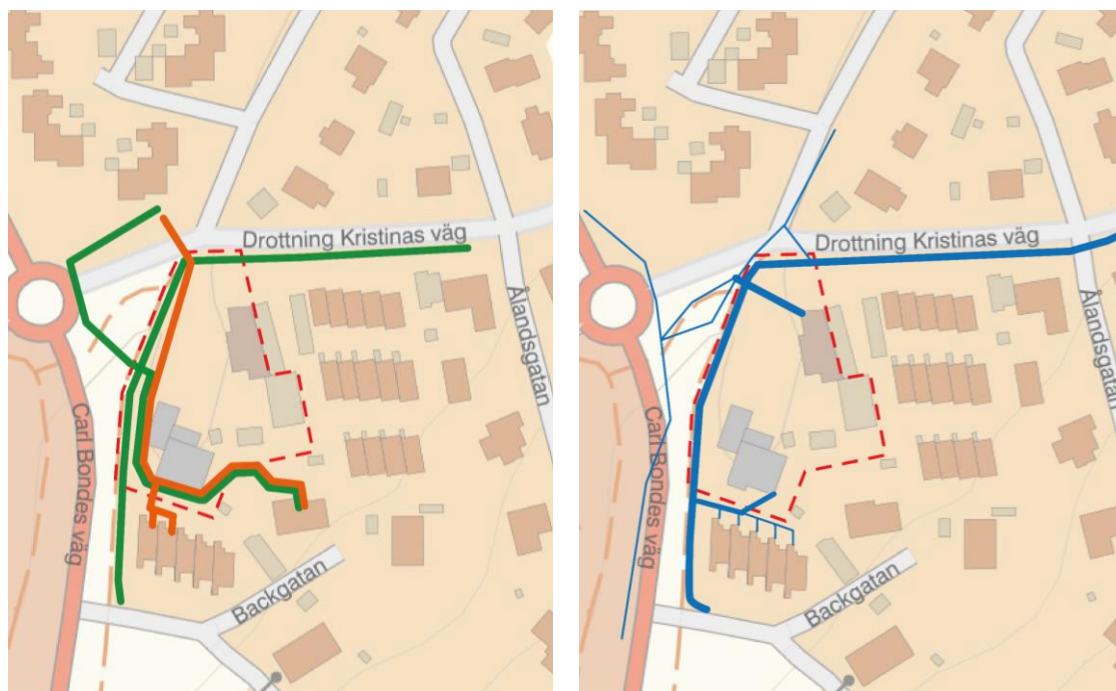 Drottning Kristinas väg
Ålandsgatan
Carl Bondes väg
Backgatan
Drottning Kristinas väg
Ålandsgatan
Carl Bondes väg
Backgatan